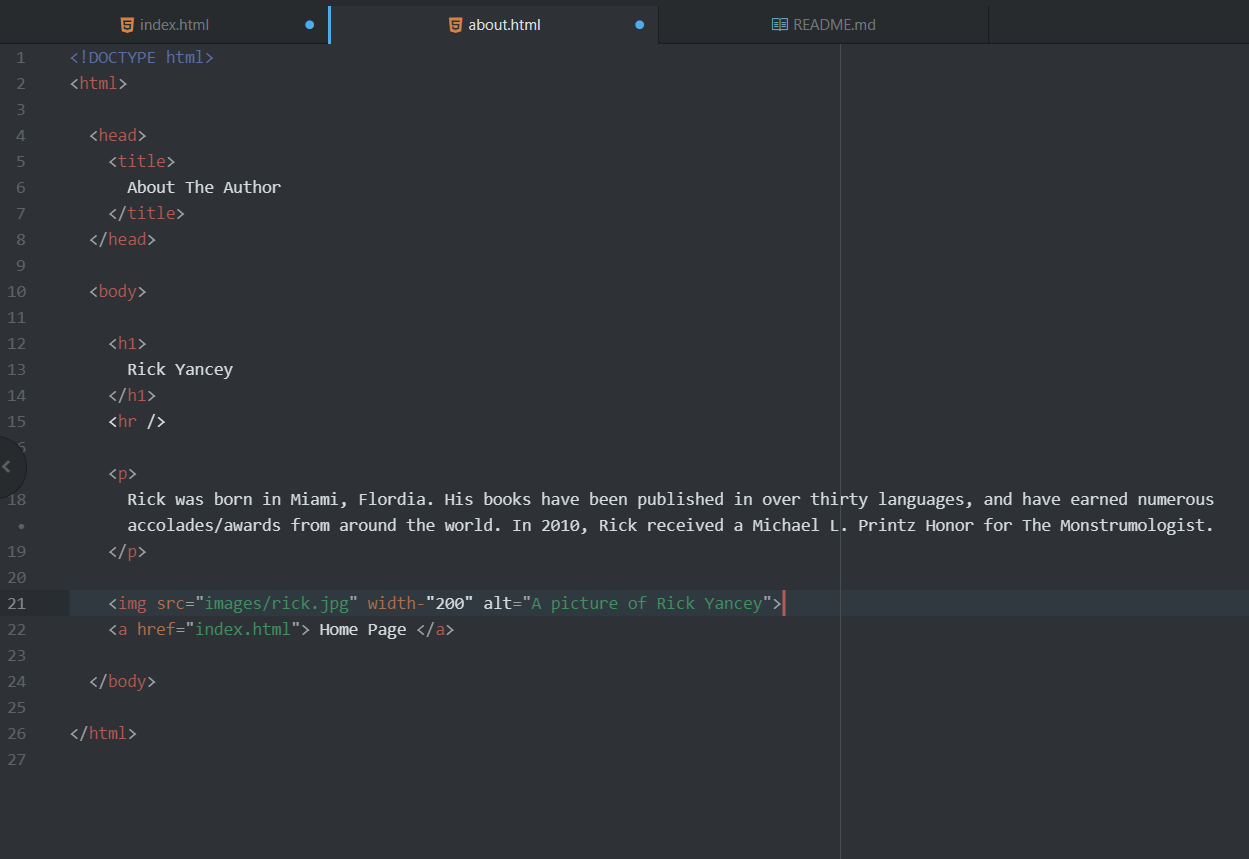 index.html about.html README.md
1 <!DOCTYPE html>
2 <html>
3
4 <head>
5 <title>
6 About The Author
7 </title>
8 </head>
9
10 <body>
11
12 <h1>
13 Rick Yancey
14 </h1>
15 <hr />
6
<p>
18 Rick was born in Miami, Flordia. His books have been published in over thirty languages, and have earned numerous
• accolades/awards from around the world. In 2010, Rick received a Michael L. Printz Honor for The Monstrumologist.
19 </p>
20
21 <img src="images/rick.jpg" width-"200" alt="A picture of Rick Yancey">
22 <a href="index.html"> Home Page </a>
23
24 </body>
25
26 </html>
27